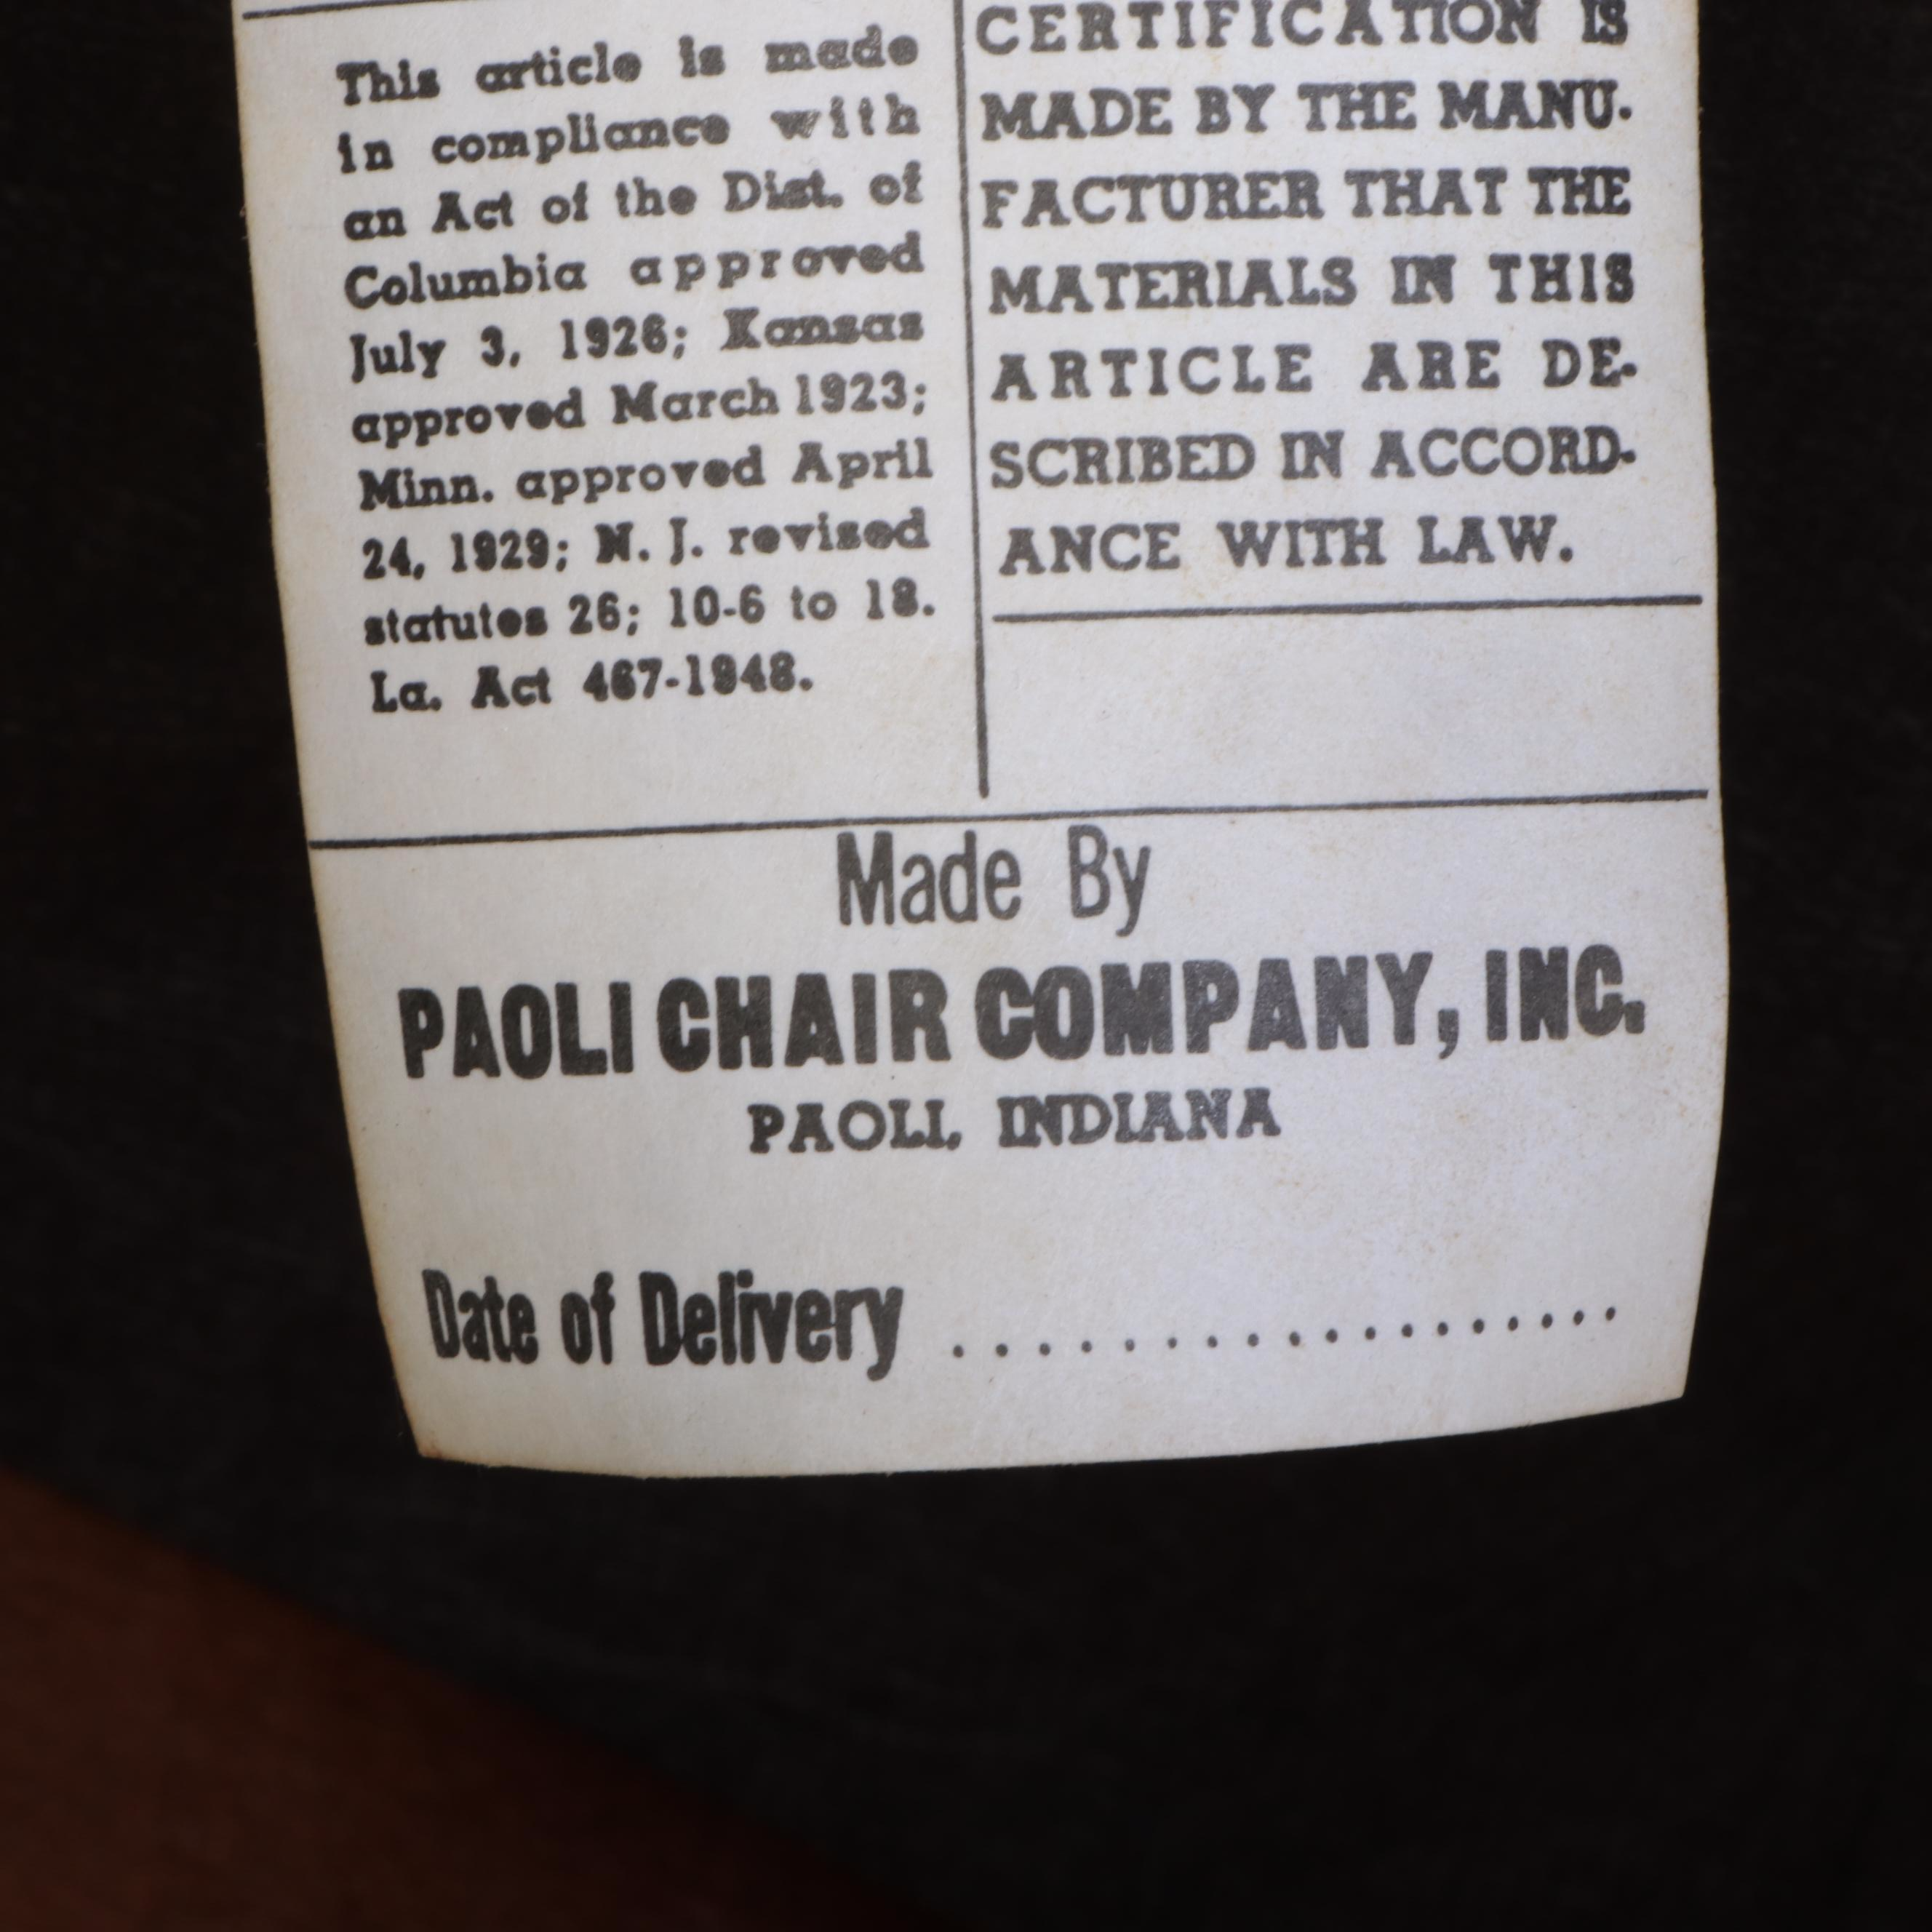 This article is made
in compliance with
an Act of the Dist. of
Columbia approved
July 3, 1926; Kansas
approved March 1923;
Minn. approved April
24, 1929; N. J. revised
statutes 26; 10-6 to 18.
La. Act 467-1948.
CERTIFICATION IS
MADE BY THE MANU-
FACTURER THAT THE
MATERIALS IN THIS
ARTICLE ARE DE-
SCRIBED IN ACCORD-
ANCE WITH LAW.
Made By
PAOLI CHAIR COMPANY, INC.
PAOLI, INDIANA
Date of Delivery ....................